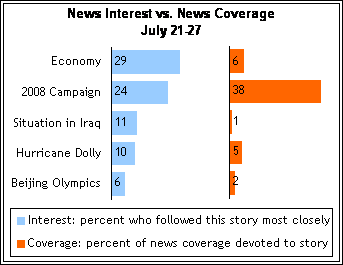 News Interest vs. News Coverage
July 21-27
Economy 29 6
2008 Campaign 24 38
Situation in Iraq 11 1
Hurricane Dolly 10 5
Beijing Olympics 6 2
Interest: percent who followed this story most closely
Coverage: percent of news coverage devoted to story